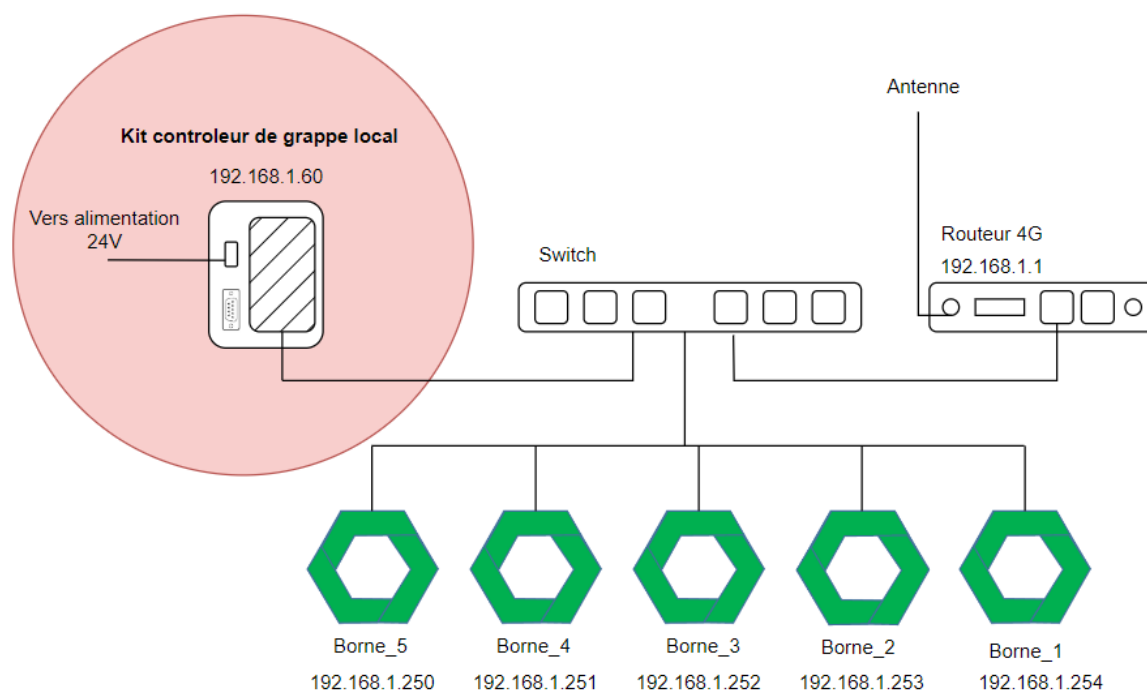 Antenne
Kit controleur de grappe local
192.168.1.60
Vers alimentation
24V
Switch
Routeur 4G
192.168.1.1
Borne_5
Borne_4
Borne_3
Borne_2
Borne_1
192.168.1.250
192.168.1.251
192.168.1.252
192.168.1.253
192.168.1.254